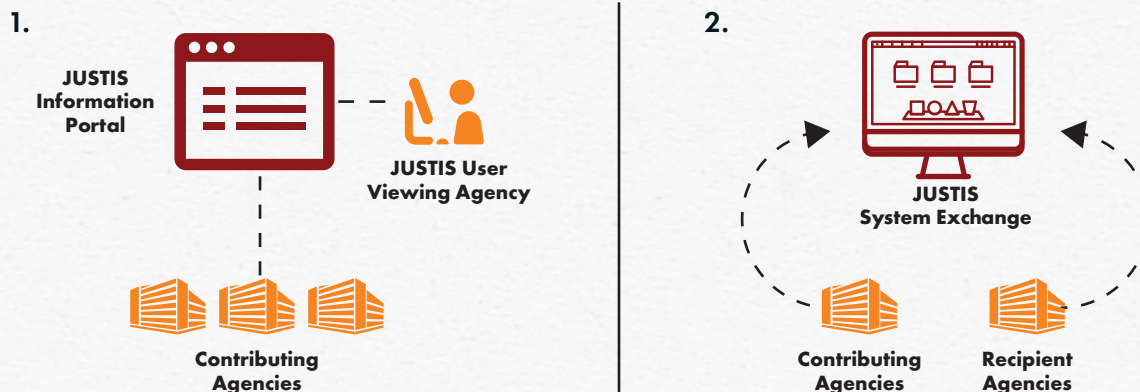 1.
JUSTIS
Information
Portal
JUSTIS User
Viewing Agency
Contributing
Agencies
2.
JUSTIS
System Exchange
Contributing
Agencies
Recipient
Agencies